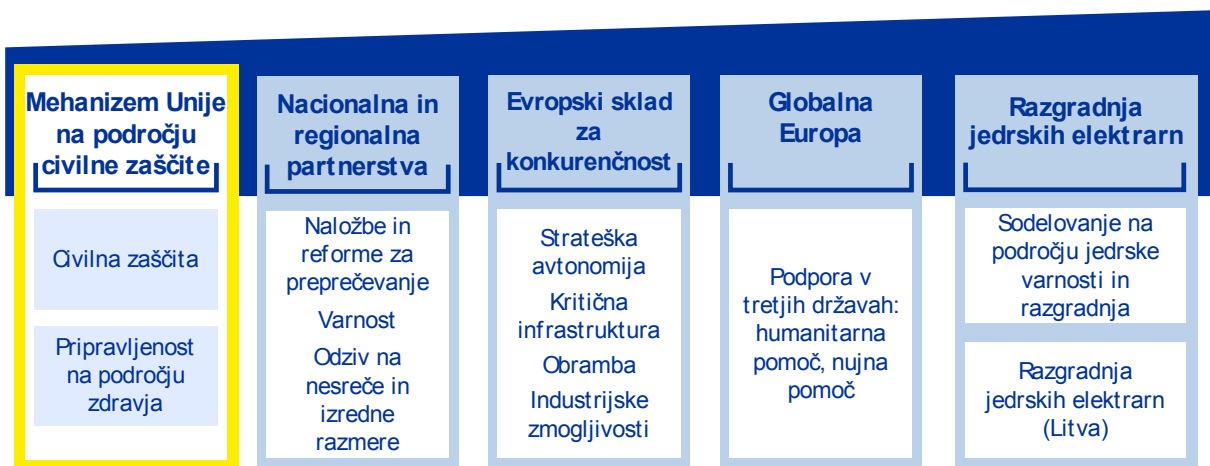 Mehanizem Unije
na področju
civilne zaščite
Civilna zaščita
Pripravljenost
na področju
zdravja
Nacionalna in
regionalna
partnerstva
Naložbe in
reforme za
preprečevanje
Varnost
Odziv na
nesreče in
izredne
razmere
Evropski sklad
za
konkurenčnost
Strateška
avtonomija
Kritična
infrastruktura
Obramba
Industrijske
zmogljivosti
Globalna
Europa
Podpora v
tretjih državah:
humanitarna
pomoč, nujna
pomoč
Razgradnja
jedrskih elektrarn
Sodelovanje na
področju jedrske
varnosti in
razgradnja
Razgradnja
jedrskih elektrarn
(Litva)